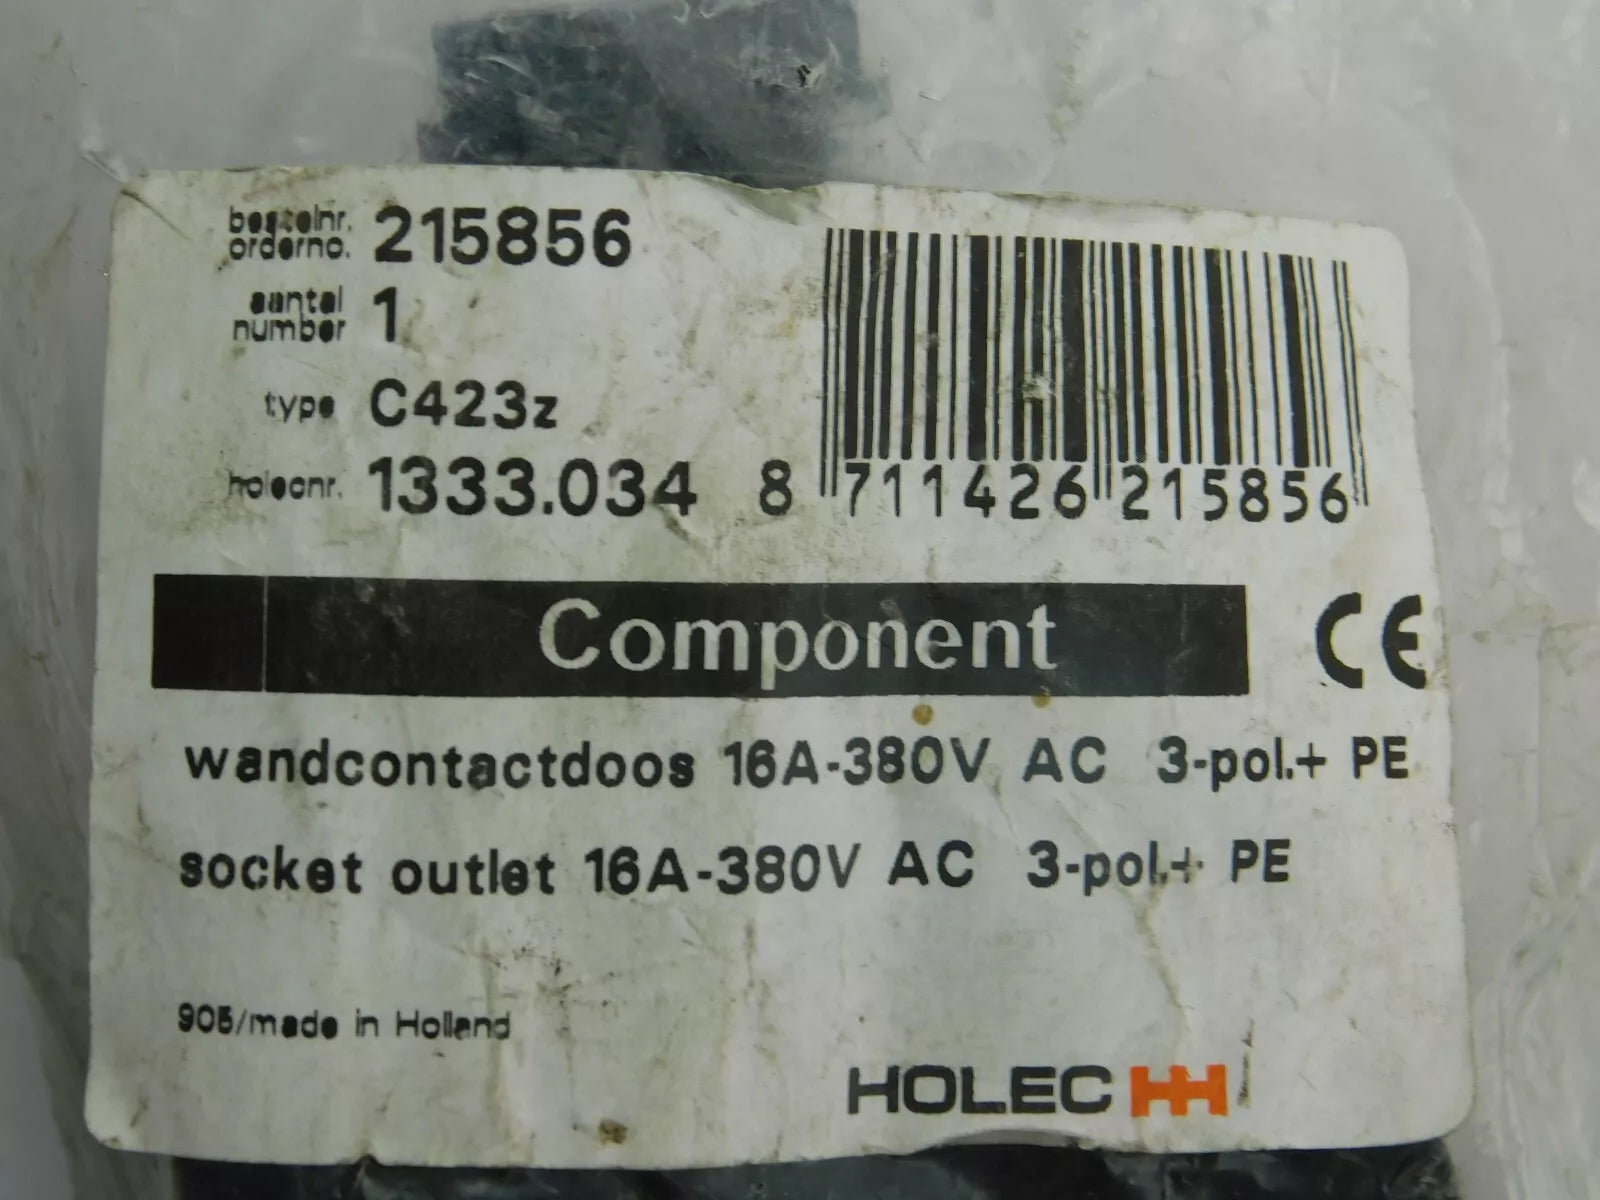 bestelnr.
orderno. 215856
aantal
number 1
type C423z
holecnr. 1333.034
8 711426 215856
Component CE
wandcontactdoos 16A-380V AC 3-pol.+ PE
socket outlet 16A-380V AC 3-pol.+ PE
905/made in Holland
HOLEC